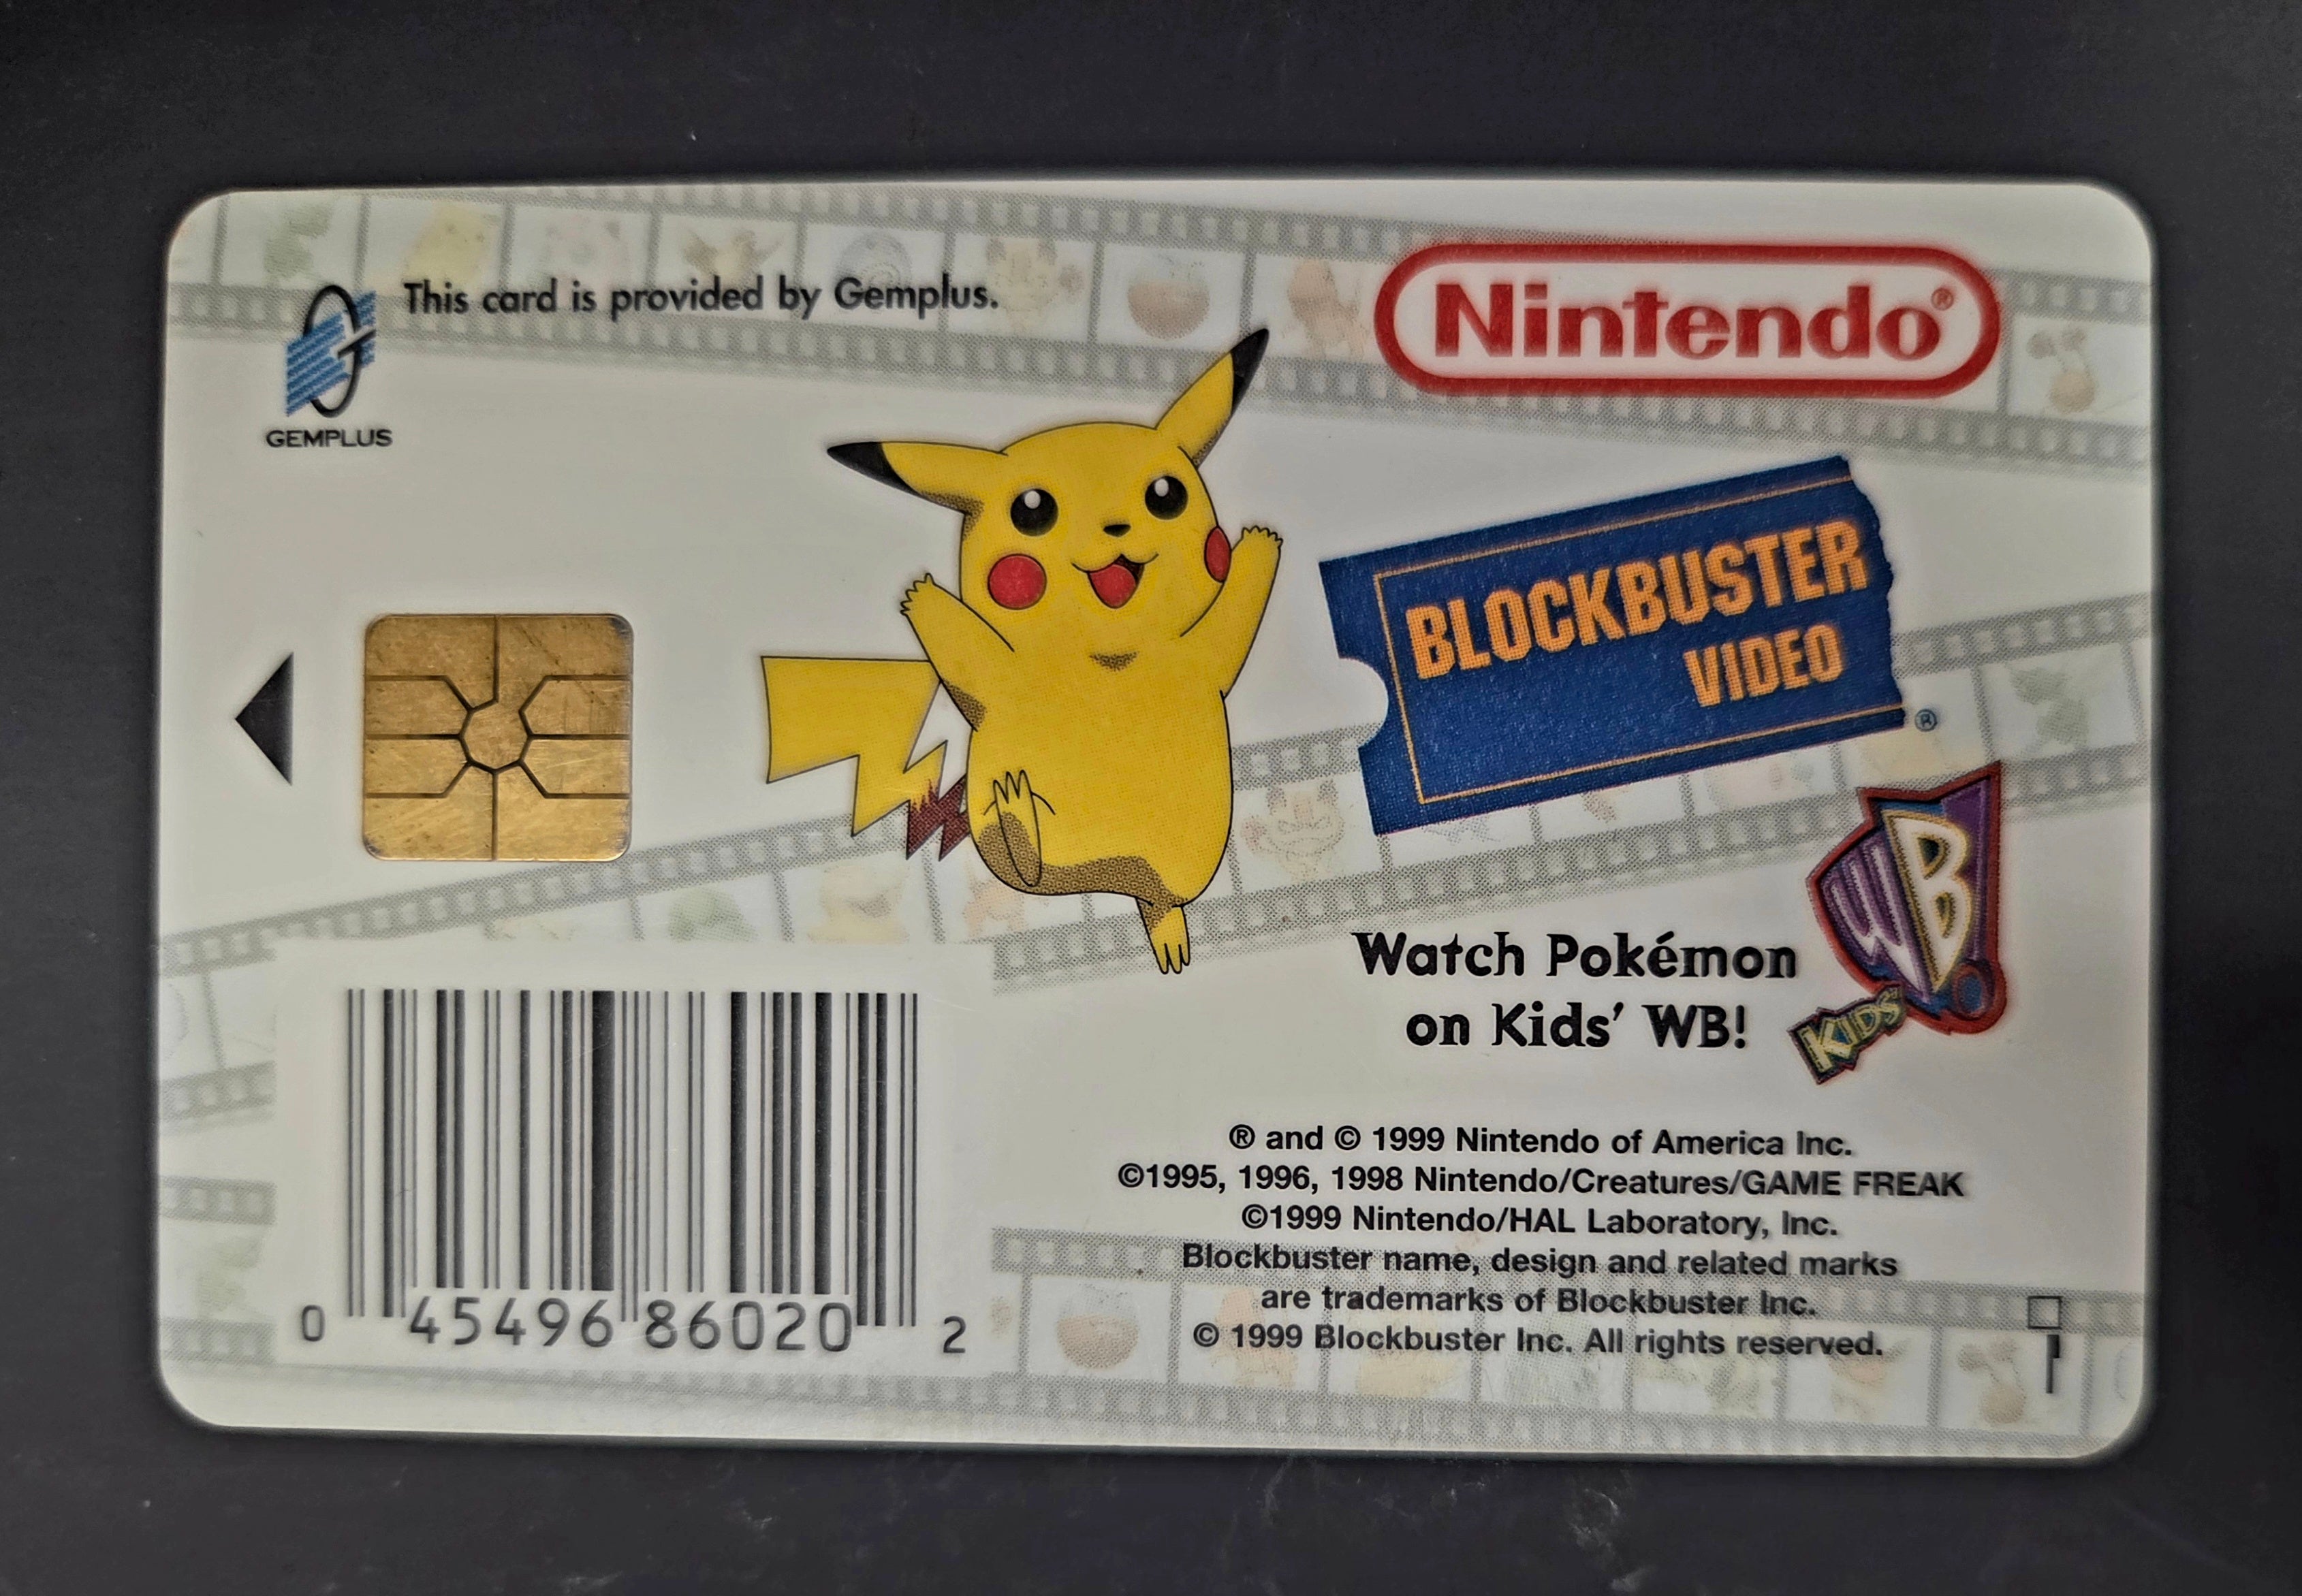 This card is provided by Gemplus.
GEMPLUS
Nintendo®
BLOCKBUSTER
VIDEO
®
WB
KIDS
Watch Pokémon
on Kids' WB!
® and © 1999 Nintendo of America Inc.
©1995, 1996, 1998 Nintendo/Creatures/GAME FREAK
©1999 Nintendo/HAL Laboratory, Inc.
Blockbuster name, design and related marks
are trademarks of Blockbuster Inc.
© 1999 Blockbuster Inc. All rights reserved.
0 45496 86020 2